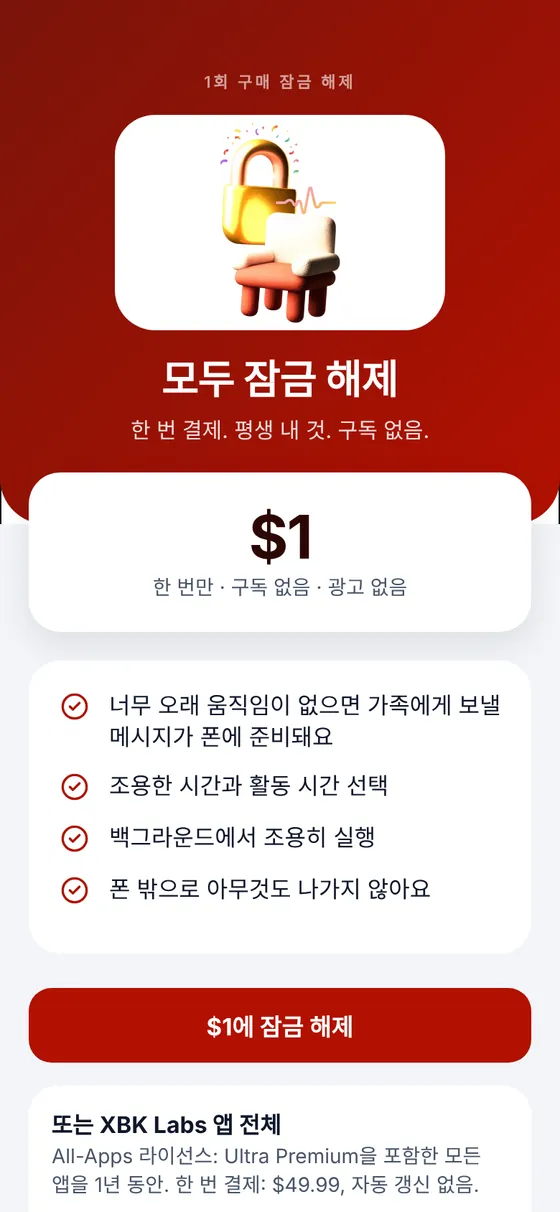 1회 구매 잠금 해제
모두 잠금 해제
한 번 결제. 평생 내 것. 구독 없음.
$1
한 번만 · 구독 없음 · 광고 없음
너무 오래 움직임이 없으면 가족에게 보낼
메시지가 폰에 준비돼요
조용한 시간과 활동 시간 선택
백그라운드에서 조용히 실행
폰 밖으로 아무것도 나가지 않아요
$1에 잠금 해제
또는 XBK Labs 앱 전체
All-Apps 라이선스: Ultra Premium을 포함한 모든
앱을 1년 동안. 한 번 결제: $49.99, 자동 갱신 없음.